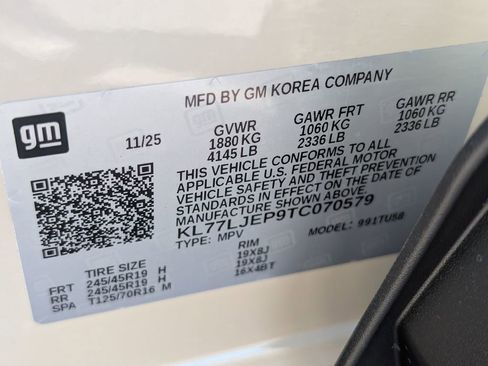 MFD BY GM KOREA COMPANY
gm
11/25 GVWR GAWR FRT GAWR RR
1880 KG 1060 KG 1060 KG
4145 LB 2336 LB 2336 LB
THIS VEHICLE CONFORMS TO ALL
APPLICABLE U.S. FEDERAL MOTOR
VEHICLE SAFETY AND THEFT PREVENTION
STANDARDS IN EFFECT ON THE DATE OF
MANUFACTURE SHOWN ABOVE.
KL77LJEP9TC070579
TYPE: MPV MODEL: 991TU58
TIRE SIZE RIM
FRT 245/45R19 H 19X8J
RR 245/45R19 H 19X8J
SPA T125/70R16 M 16X4BT